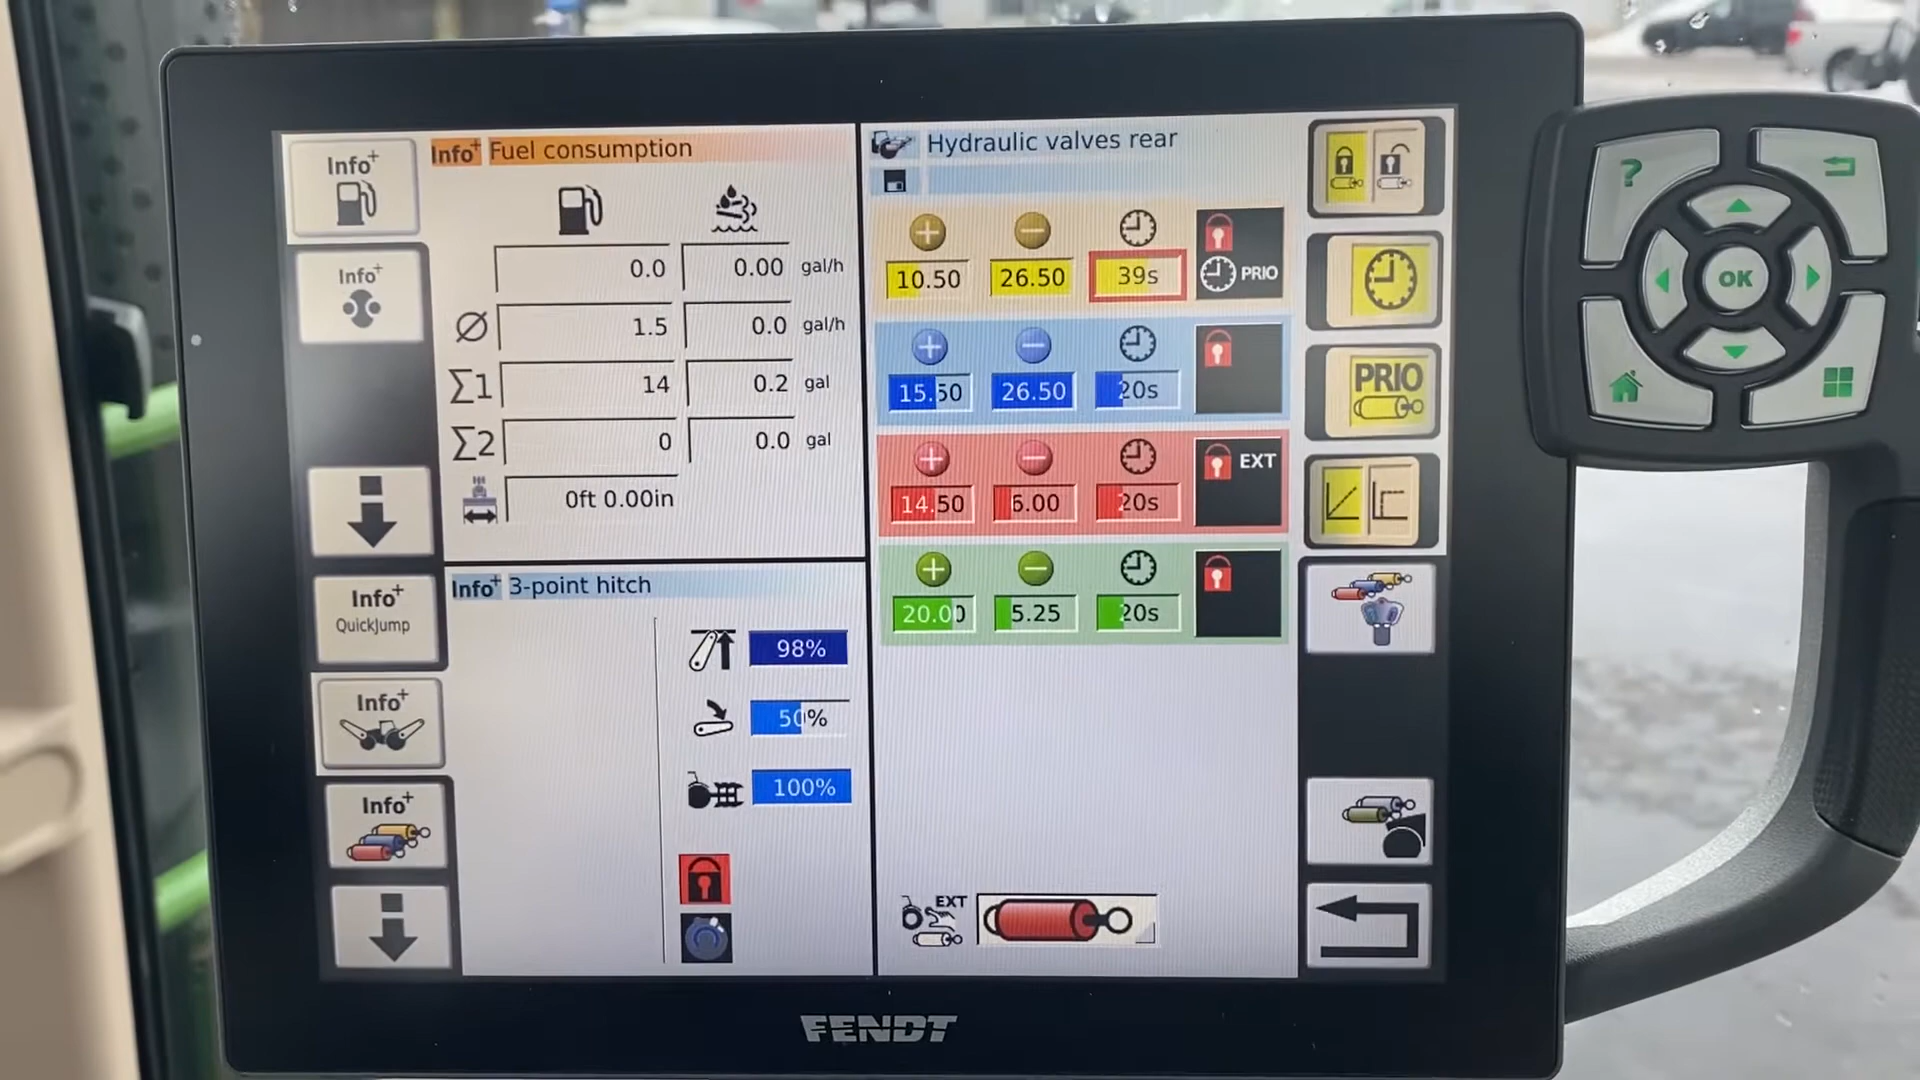 Info+
Info+
Info+
QuickJump
Info+
Info+
Info+ Fuel consumption
0.0 0.00 gal/h
Ø 1.5 0.0 gal/h
Σ1 14 0.2 gal
Σ2 0 0.0 gal
0ft 0.00in
Info+ 3-point hitch
98%
50%
100%
Hydraulic valves rear
10.50 26.50 39s PRIO
15.50 26.50 20s
14.50 6.00 20s EXT
20.00 5.25 20s
EXT
PRIO
?
OK
FENDT